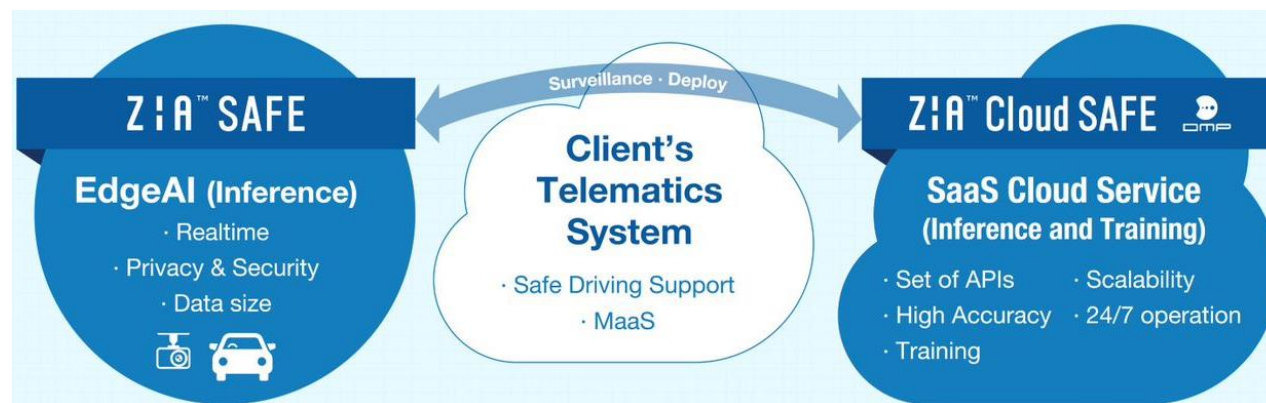 Surveillance · Deploy
ZIA™ SAFE
EdgeAI (Inference)
· Realtime
· Privacy & Security
· Data size
Client's
Telematics
System
· Safe Driving Support
· MaaS
ZIA™ Cloud SAFE DMP
SaaS Cloud Service
(Inference and Training)
· Set of APIs · Scalability
· High Accuracy · 24/7 operation
· Training